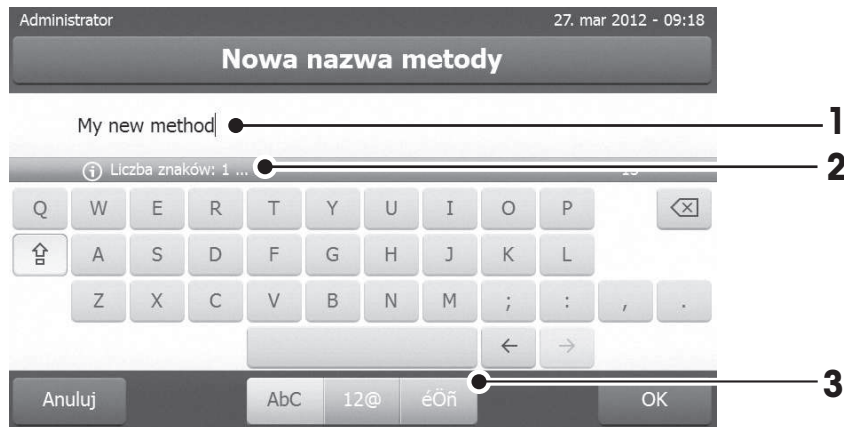 Administrator 27. mar 2012 - 09:18
Nowa nazwa metody
My new method 1
Liczba znaków: 1 ... 2
Q W E R T Y U I O P
A S D F G H J K L
Z X C V B N M ; : , .
← →
3
Anuluj AbC 12@ éÖñ OK